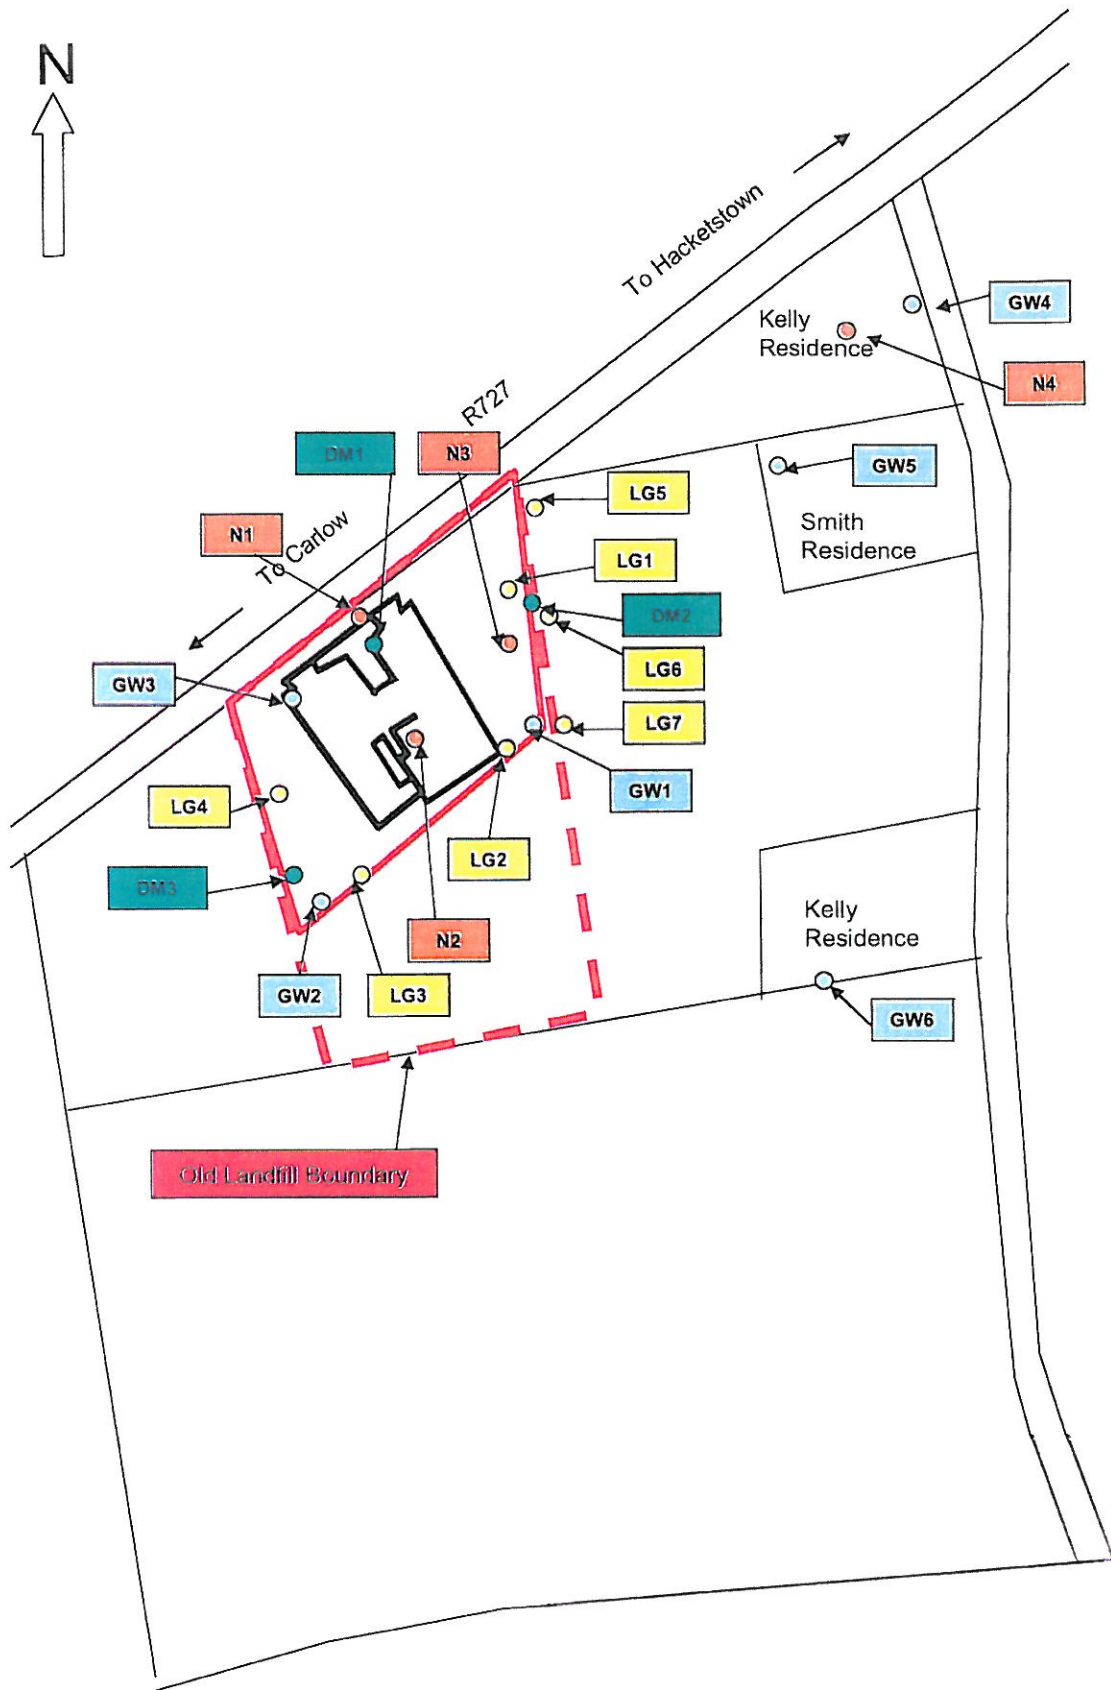 N
To Hacketstown
GW4
Kelly
Residence
N4
R727
DM1
N3
GW5
LG5
N1
Smith
Residence
To Carlow
LG1
DM2
GW3
LG6
LG7
GW1
LG4
LG2
DM3
Kelly
Residence
N2
GW2
LG3
GW6
Old Landfill Boundary